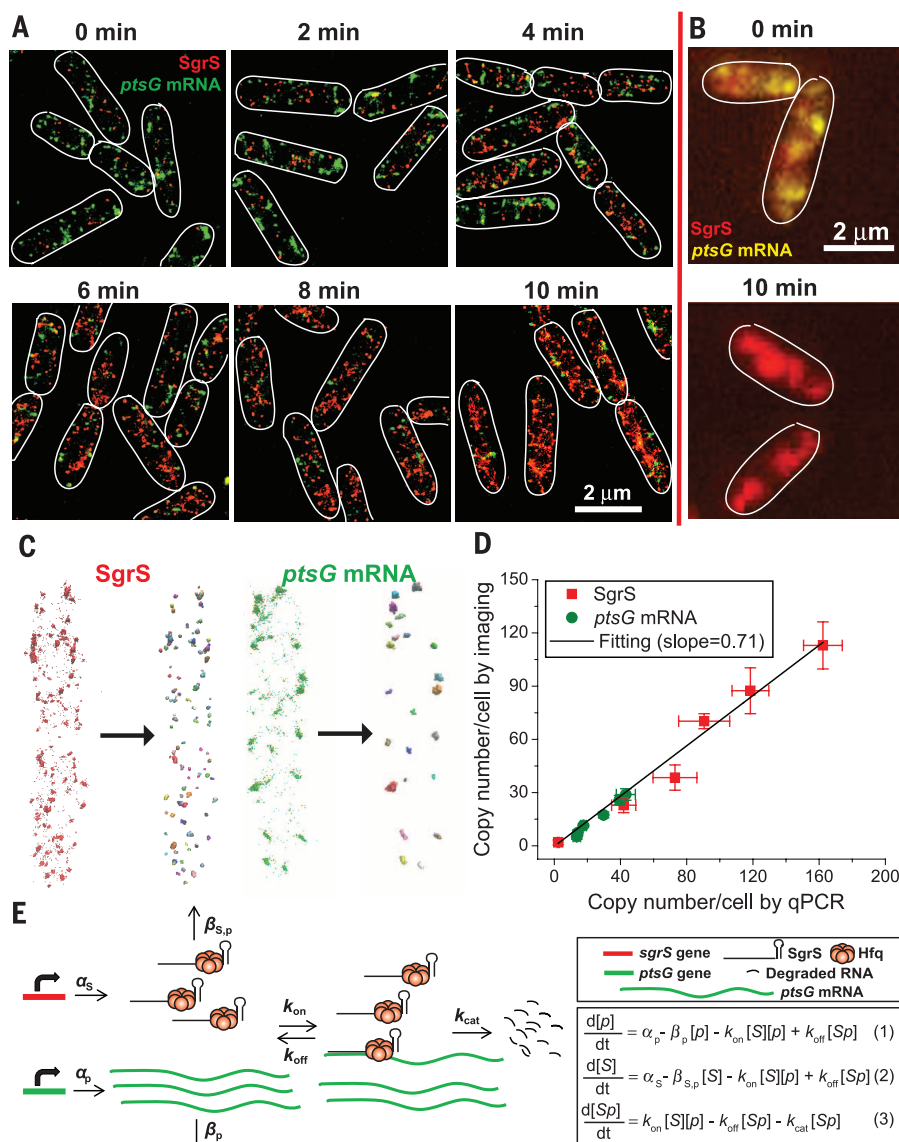 A
0 min
2 min
4 min
SgrS
ptsG mRNA
6 min
8 min
10 min
2 μm
B
0 min
SgrS
ptsG mRNA
2 μm
10 min
C
SgrS
ptsG mRNA
D
150
120
90
60
30
0
0 40 80 120 160 200
Copy number/cell by imaging
Copy number/cell by qPCR
SgrS
ptsG mRNA
Fitting (slope=0.71)
E
βS,p
αS
kon
koff
kcat
αp
βp
sgrS gene
SgrS
Hfq
ptsG gene
Degraded RNA
ptsG mRNA
d[p]/dt = αp- βp[p] - kon[S][p] + koff[Sp] (1)
d[S]/dt = αS- βS,p[S] - kon[S][p] + koff[Sp] (2)
d[Sp]/dt = kon[S][p] - koff[Sp] - kcat[Sp] (3)